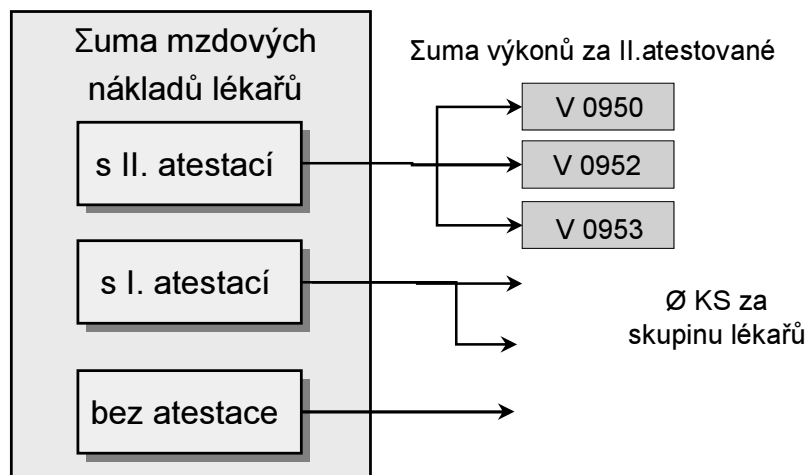 Σuma mzdových
nákladů lékařů
s II. atestací
s I. atestací
bez atestace
Σuma výkonů za II.atestované
V 0950
V 0952
V 0953
Ø KS za
skupinu lékařů